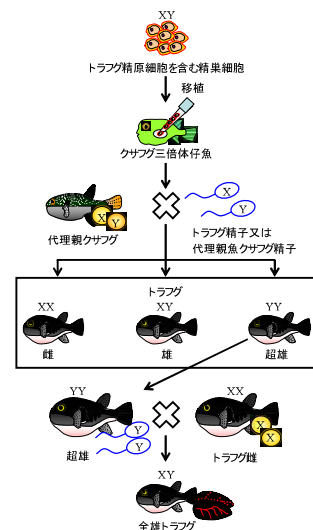 XY
トラフグ精原細胞を含む精巣細胞
移植
クサフグ三倍体仔魚
X
Y
X
Y
代理親クサフグ
トラフグ精子又は
代理親魚クサフグ精子
トラフグ
XX
XY
YY
雌
雄
超雄
YY
XX
Y
Y
X
X
超雄
トラフグ雌
XY
全雄トラフグ